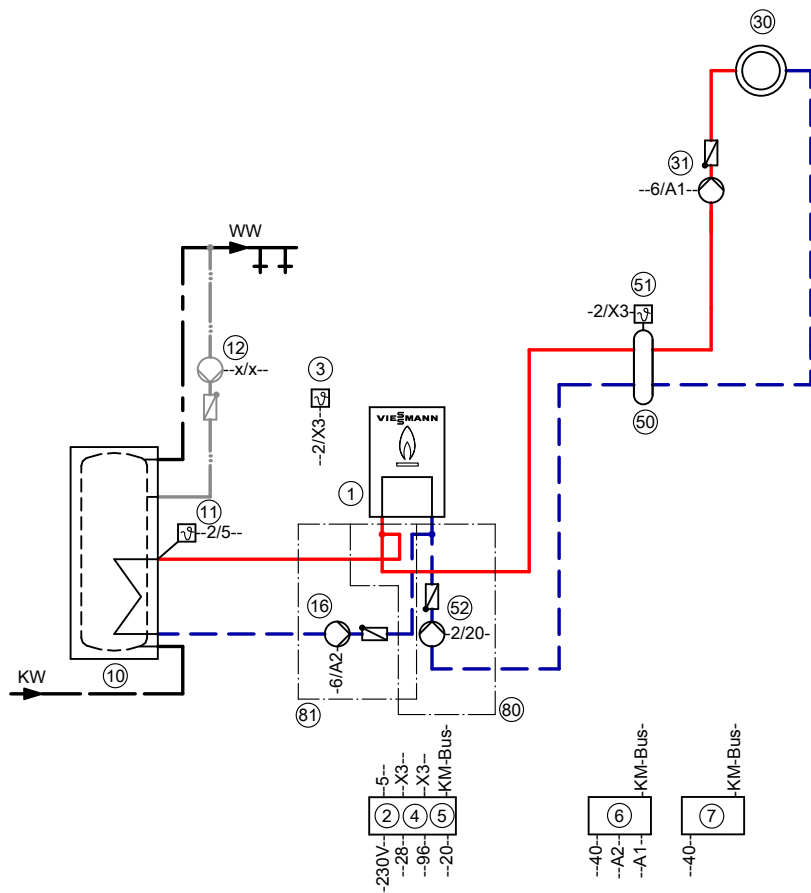 30
31
--6/A1--
WW
51
-2/X3-
12
--x/x--
3
--2/X3--
50
VIESMANN
1
11
--2/5--
16
52
-2/20-
-6/A2-
10
KW
81
80
--5--
--X3--
--X3--
-KM-Bus-
2
4
5
--230V-
--28--
--96--
--20--
-KM-Bus-
6
--40--
--A2--
--A1--
-KM-Bus-
7
--40--